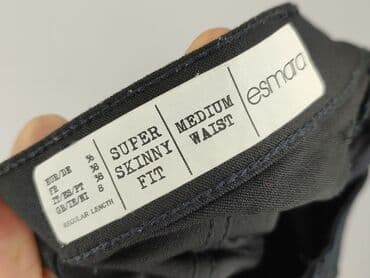 EUR/DE 36
FR 38
IT/ES/PT 38
GB/IE/NI 8
REGULAR LENGTH
SUPER
SKINNY
FIT
MEDIUM
WAIST
esmara